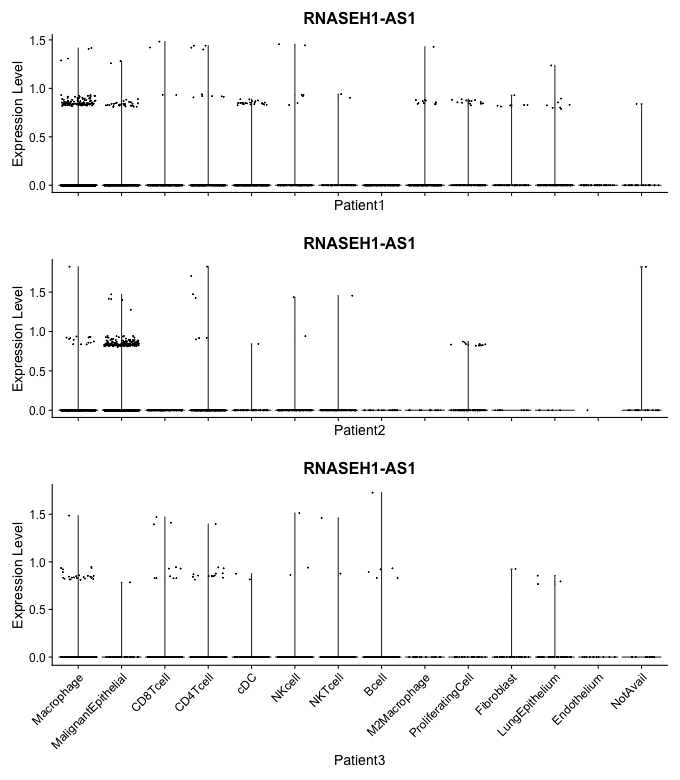 RNASEH1-AS1
Expression Level
1.5
1.0
0.5
0.0
Patient1
RNASEH1-AS1
Expression Level
1.5
1.0
0.5
0.0
Patient2
RNASEH1-AS1
Expression Level
1.5
1.0
0.5
0.0
Macrophage
MalignantEpithelial
CD8Tcell
CD4Tcell
cDC
NKcell
NKTcell
Bcell
M2Macrophage
ProliferatingCell
Fibroblast
LungEpithelium
Endothelium
NotAvail
Patient3